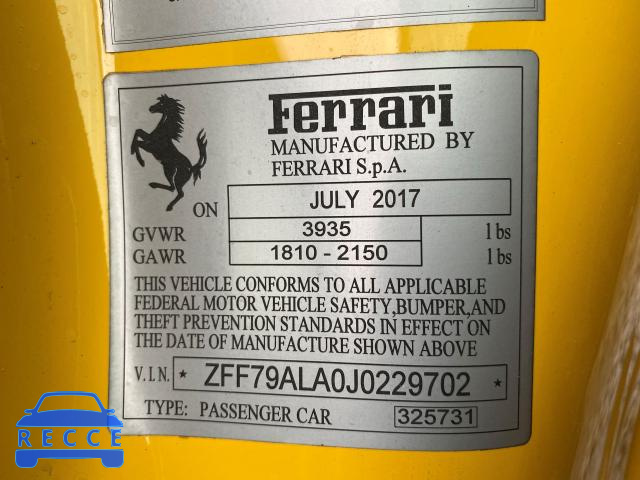 Ferrari
MANUFACTURED BY
FERRARI S.p.A.
ON JULY 2017
GVWR 3935 lbs
GAWR 1810 - 2150 lbs
THIS VEHICLE CONFORMS TO ALL APPLICABLE
FEDERAL MOTOR VEHICLE SAFETY,BUMPER,AND
THEFT PREVENTION STANDARDS IN EFFECT ON
THE DATE OF MANUFACTURE SHOWN ABOVE
V.I.N. * ZFF79ALA0J0229702 *
TYPE: PASSENGER CAR 325731
RECCE